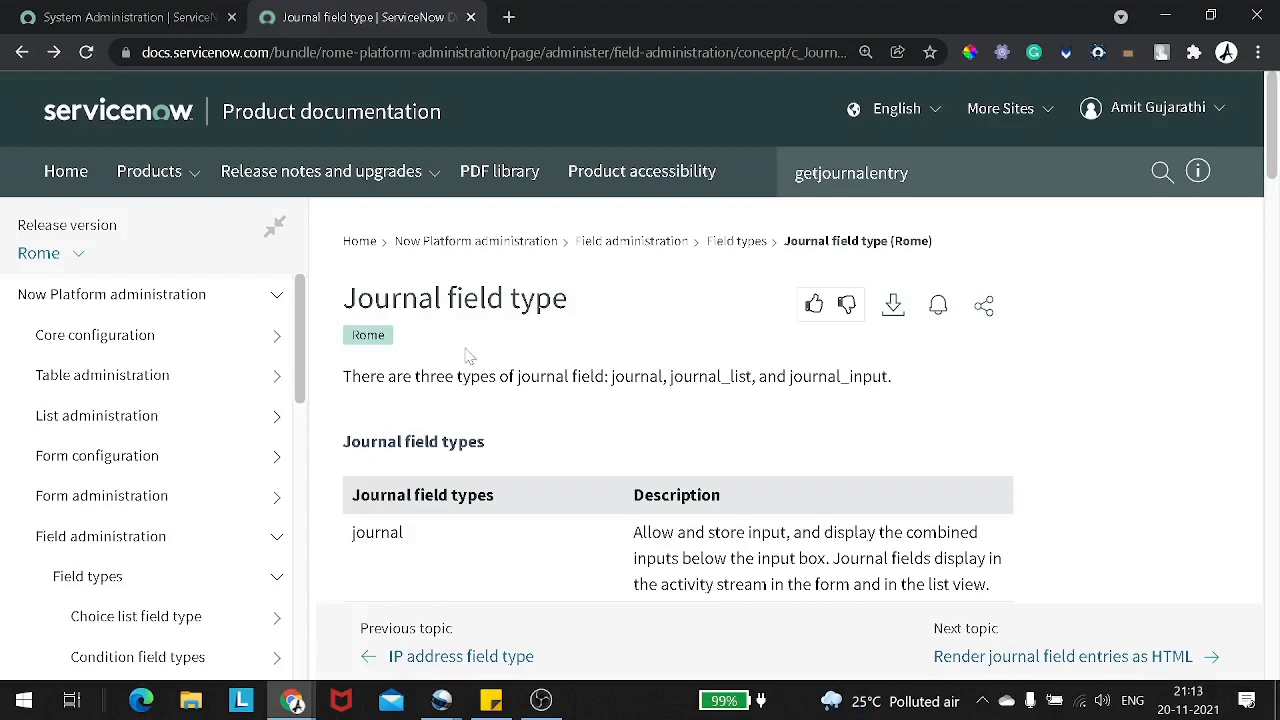 System Administration | ServiceN
Journal field type | ServiceNow D
docs.servicenow.com/bundle/rome-platform-administration/page/administer/field-administration/concept/c_Journ...
servicenow
Product documentation
English
More Sites
Amit Gujarathi
Home
Products
Release notes and upgrades
PDF library
Product accessibility
getjournalentry
Release version
Rome
Now Platform administration
Core configuration
Table administration
List administration
Form configuration
Form administration
Field administration
Field types
Choice list field type
Condition field types
Home > Now Platform administration > Field administration > Field types > Journal field type (Rome)
Journal field type
Rome
There are three types of journal field: journal, journal_list, and journal_input.
Journal field types
Journal field types Description
journal Allow and store input, and display the combined
inputs below the input box. Journal fields display in
the activity stream in the form and in the list view.
Previous topic
← IP address field type
Next topic
Render journal field entries as HTML →
99%
25°C Polluted air
ENG
21:13
20-11-2021